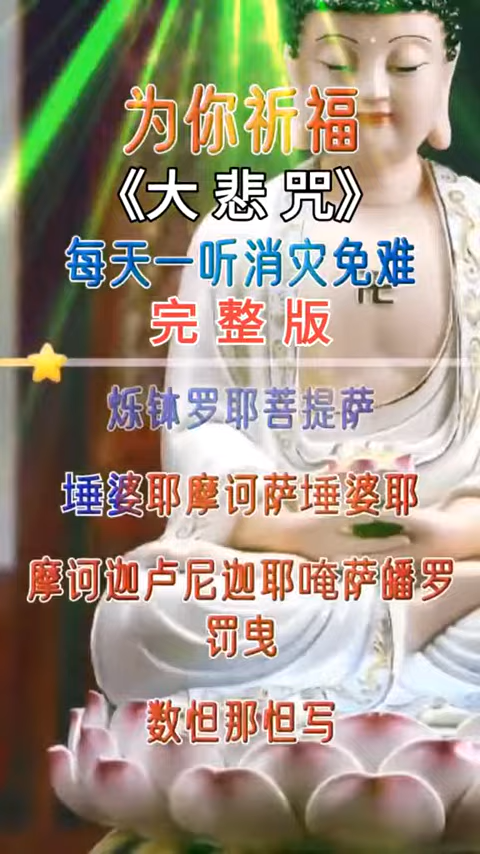 为你祈福
《大悲咒》
每天一听消灾免难
完整版
烁钵罗耶菩提萨
埵婆耶摩诃萨埵婆耶
摩诃迦卢尼迦耶唵萨皤罗
罚曳
数怛那怛写